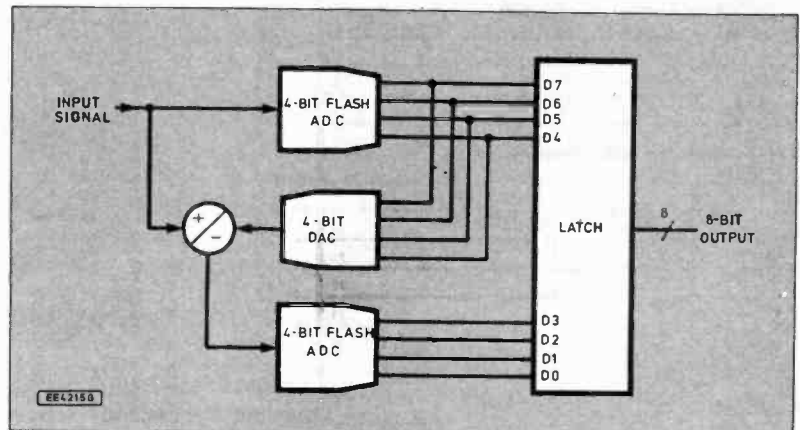 INPUT
SIGNAL
4-BIT FLASH
ADC
D7
D6
D5
D4
+
-
4-BIT
DAC
LATCH
8
8-BIT
OUTPUT
4-BIT FLASH
ADC
D3
D2
D1
D0
EE4215G